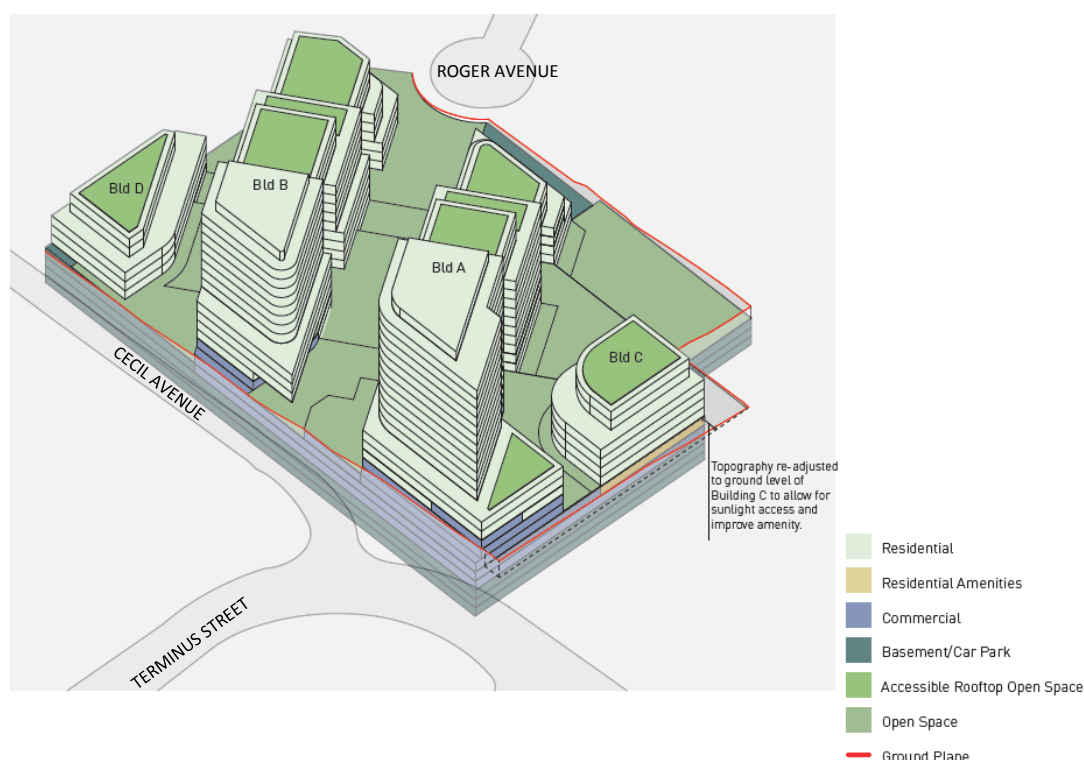 ROGER AVENUE
Bld D
Bld B
Bld A
Bld C
CECIL AVENUE
TERMINUS STREET
Topography re-adjusted
to ground level of
Building C to allow for
sunlight access and
improve amenity.
Residential
Residential Amenities
Commercial
Basement/Car Park
Accessible Rooftop Open Space
Open Space
Ground Plane